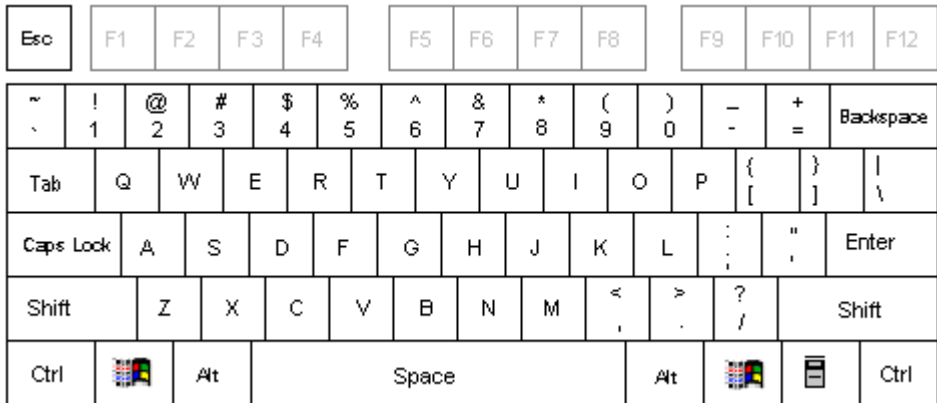 Esc F1 F2 F3 F4 F5 F6 F7 F8 F9 F10 F11 F12
~ ! @ # $ % ^ & * ( ) _ +
` 1 2 3 4 5 6 7 8 9 0 - = Backspace
Tab Q W E R T Y U I O P { } |
[ ] \
Caps Lock A S D F G H J K L : " Enter
; '
Shift Z X C V B N M < > ? Shift
, . /
Ctrl Alt Space Alt Ctrl